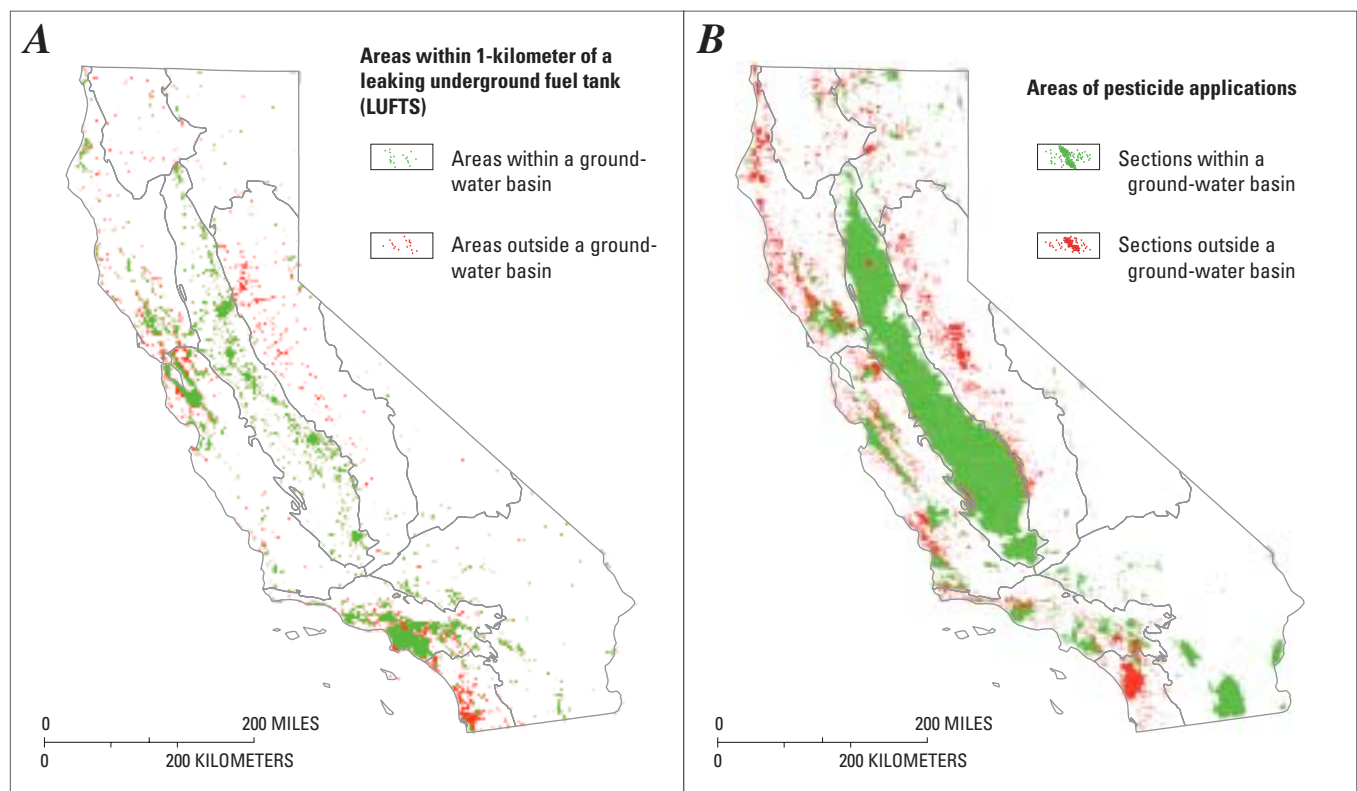 A
Areas within 1-kilometer of a
leaking underground fuel tank
(LUFTS)
Areas within a ground-
water basin
Areas outside a ground-
water basin
0
200 MILES
0
200 KILOMETERS
B
Areas of pesticide applications
Sections within a
ground-water basin
Sections outside a
ground-water basin
0
200 MILES
0
200 KILOMETERS